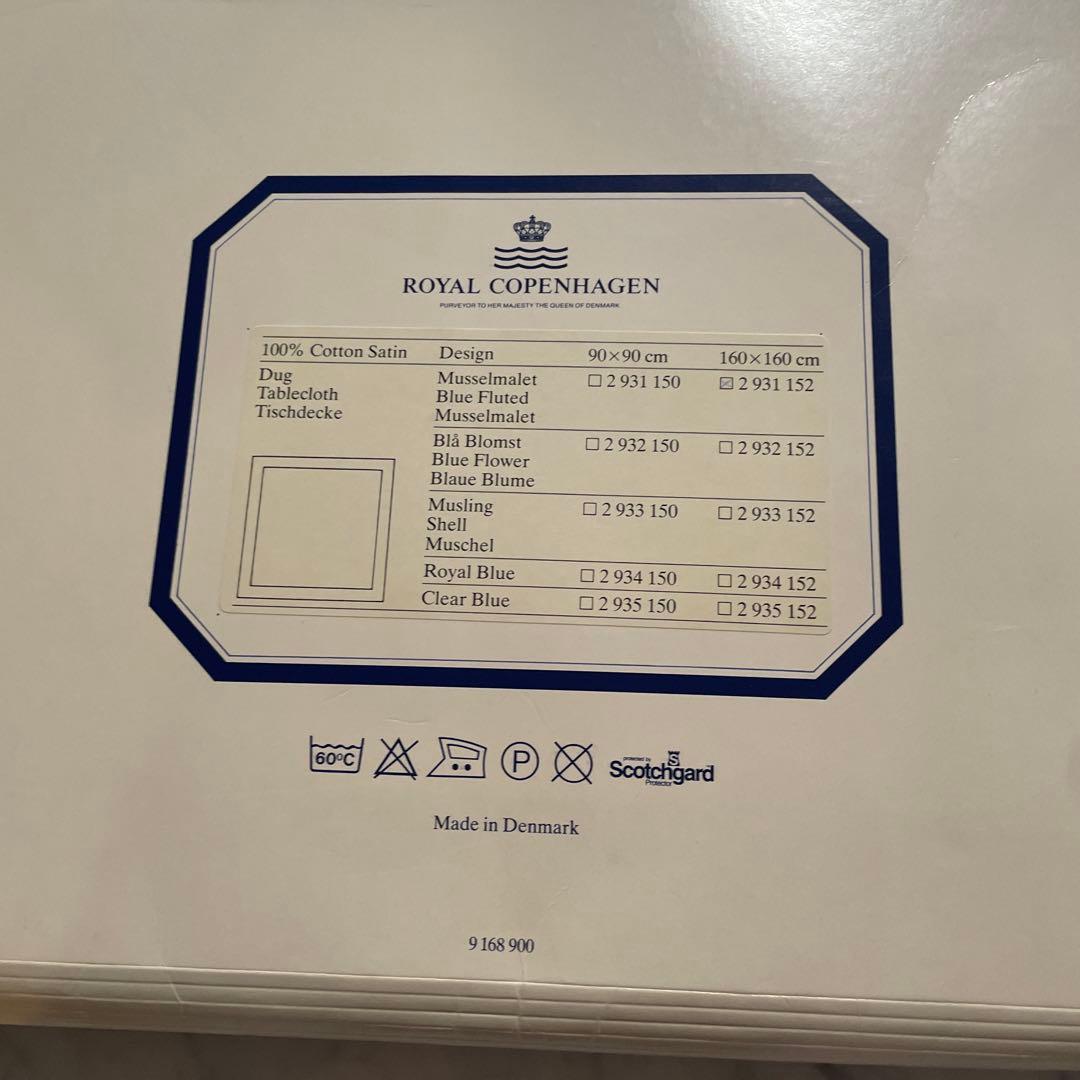 ROYAL COPENHAGEN
PURVEYOR TO HER MAJESTY THE QUEEN OF DENMARK
100% Cotton Satin Design 90×90 cm 160×160 cm
Dug Musselmalet ☐ 2 931 150 ☒ 2 931 152
Tablecloth Blue Fluted
Tischdecke Musselmalet
Blå Blomst ☐ 2 932 150 ☐ 2 932 152
Blue Flower
Blaue Blume
Musling ☐ 2 933 150 ☐ 2 933 152
Shell
Muschel
Royal Blue ☐ 2 934 150 ☐ 2 934 152
Clear Blue ☐ 2 935 150 ☐ 2 935 152
60°C P protected by S
Scotchgard
Protector
Made in Denmark
9 168 900